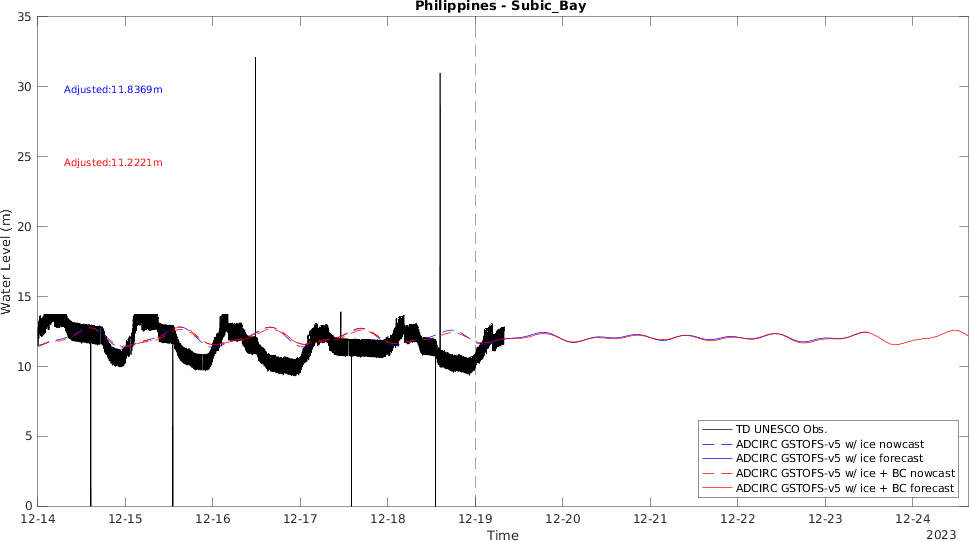 Philippines - Subic_Bay
35
30
25
20
15
10
5
0
Water Level (m)
Adjusted:11.8369m
Adjusted:11.2221m
TD UNESCO Obs.
ADCIRC GSTOFS-v5 w/ ice nowcast
ADCIRC GSTOFS-v5 w/ ice forecast
ADCIRC GSTOFS-v5 w/ ice + BC nowcast
ADCIRC GSTOFS-v5 w/ ice + BC forecast
12-14 12-15 12-16 12-17 12-18 12-19 12-20 12-21 12-22 12-23 12-24
Time
2023